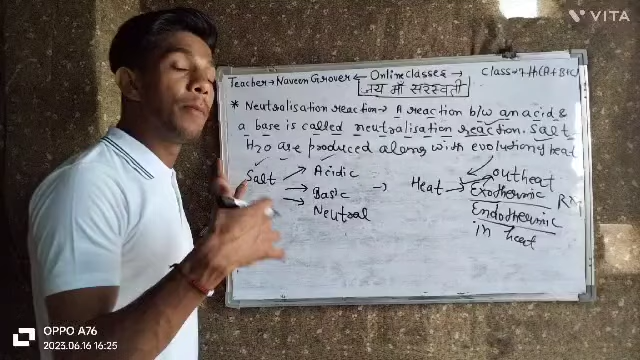 VITA
Teacher → Naveen Grover ← Online classes → Class → 7th (A+B+C)
जय माँ सरस्वती
* Neutralisation reaction → A reaction b/w an acid &
a base is called neutralisation reaction. Salt
H2O are produced along with evolution of heat
Salt → Acidic
→ Basic
→ Neutral
→ Heat → outheat
Exothermic
Endothermic
in heat
OPPO A76
2023.06.16 16:25